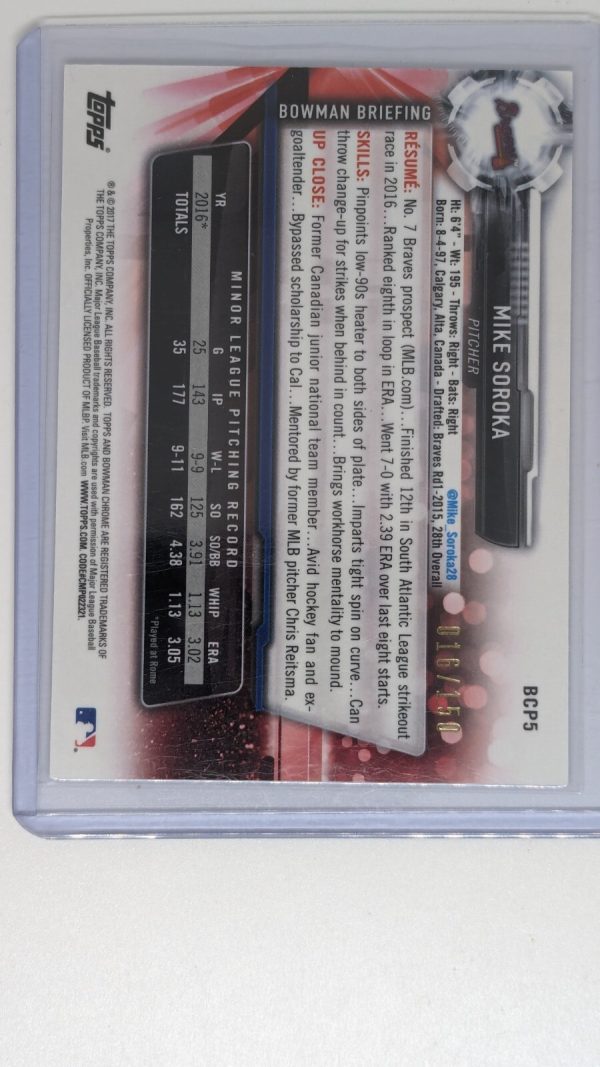 BCP5
Braves
MIKE SOROKA
PITCHER
Ht: 6'4" - Wt: 195 - Throws: Right - Bats: Right @Mike_Soroka28
Born: 8-4-97, Calgary, Alta. Canada - Drafted: Braves Rd1-2015, 28th Overall
016/150
BOWMAN BRIEFING
RÉSUMÉ: No. 7 Braves prospect (MLB.com)...Finished 12th in South Atlantic League strikeout
race in 2016...Ranked eighth in loop in ERA...Went 7-0 with 2.39 ERA over last eight starts.
SKILLS: Pinpoints low-90s heater to both sides of plate...Imparts tight spin on curve...Can
throw change-up for strikes when behind in count...Brings workhorse mentality to mound.
UP CLOSE: Former Canadian junior national team member...Avid hockey fan and ex-
goaltender...Bypassed scholarship to Cal...Mentored by former MLB pitcher Chris Reitsma.
MINOR LEAGUE PITCHING RECORD
YR G IP W-L SO SO/BB WHIP ERA
2016* 25 143 9-9 125 3.91 1.13 3.02
TOTALS 35 177 9-11 162 4.38 1.13 3.05
*Played at Rome
topps®
® & © 2017 THE TOPPS COMPANY, INC. ALL RIGHTS RESERVED. TOPPS AND BOWMAN CHROME ARE REGISTERED TRADEMARKS OF
THE TOPPS COMPANY, INC. Major League Baseball trademarks and copyrights are used with permission of Major League Baseball
Properties, Inc. OFFICIALLY LICENSED PRODUCT OF MLBP. Visit MLB.com WWW.TOPPS.COM. CODE#CMP022321.